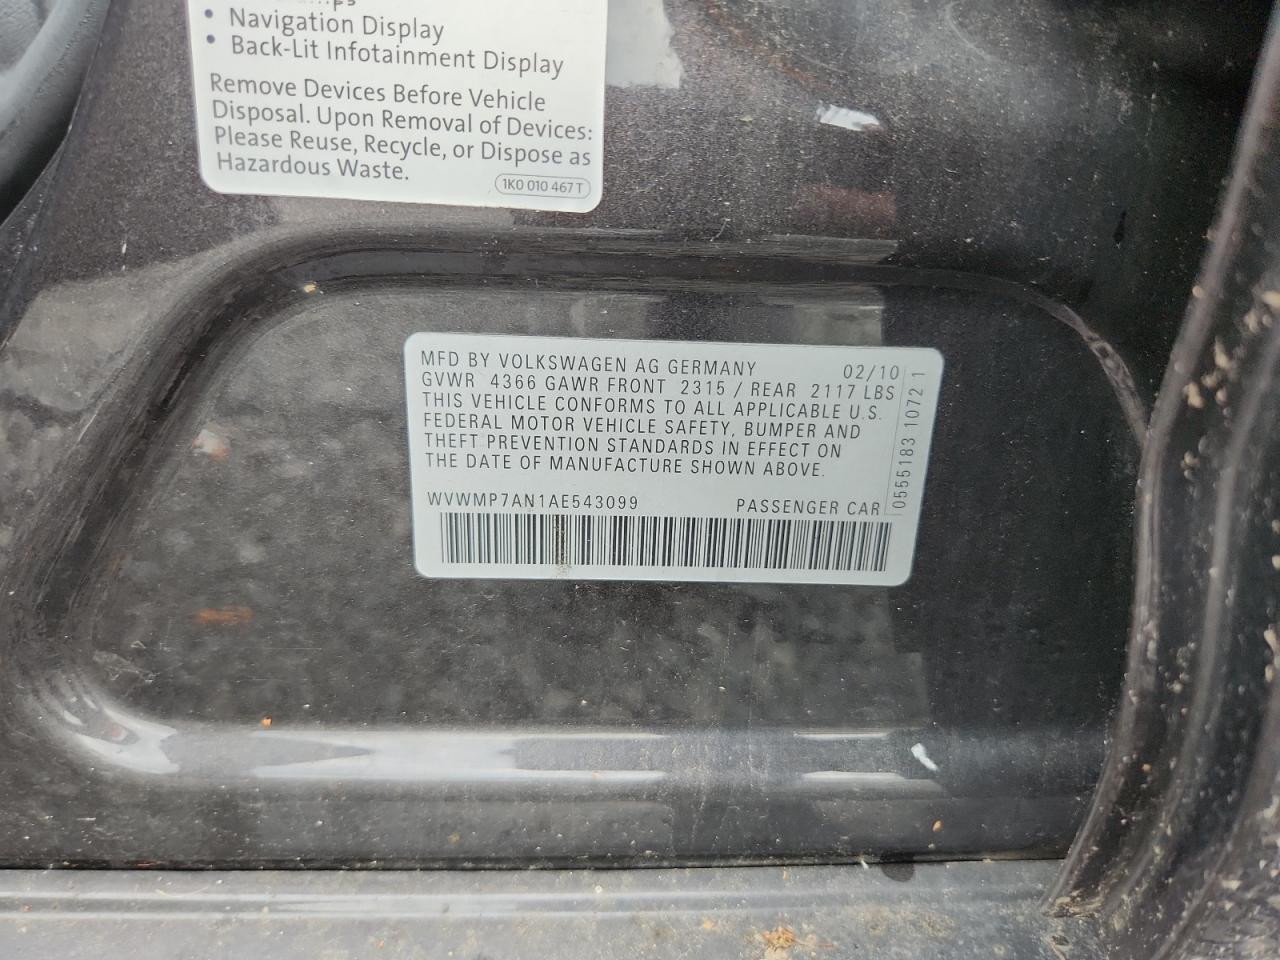 • Navigation Display
• Back-Lit Infotainment Display
Remove Devices Before Vehicle
Disposal. Upon Removal of Devices:
Please Reuse, Recycle, or Dispose as
Hazardous Waste.
1K0 010 467 T
MFD BY VOLKSWAGEN AG GERMANY 02/10
GVWR 4366 GAWR FRONT 2315 / REAR 2117 LBS
THIS VEHICLE CONFORMS TO ALL APPLICABLE U.S.
FEDERAL MOTOR VEHICLE SAFETY, BUMPER AND
THEFT PREVENTION STANDARDS IN EFFECT ON
THE DATE OF MANUFACTURE SHOWN ABOVE.
WVWMP7AN1AE543099 PASSENGER CAR
0555183 1072 1